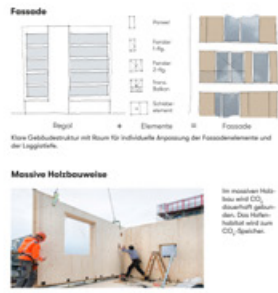 Fassade
Paneel
Fenster
1-flg.
Fenster
2-flg.
Franz.
Balkon
Schiebe-
element
Regal + Elemente = Fassade
Klare Gebäudestruktur mit Raum für individuelle Anpassung der Fassadenelemente und
der Loggiatiefe.
Massive Holzbauweise
Im massiven Holz-
bau wird CO₂
dauerhaft gebun-
den. Das Hafen-
habitat wird zum
CO₂-Speicher.